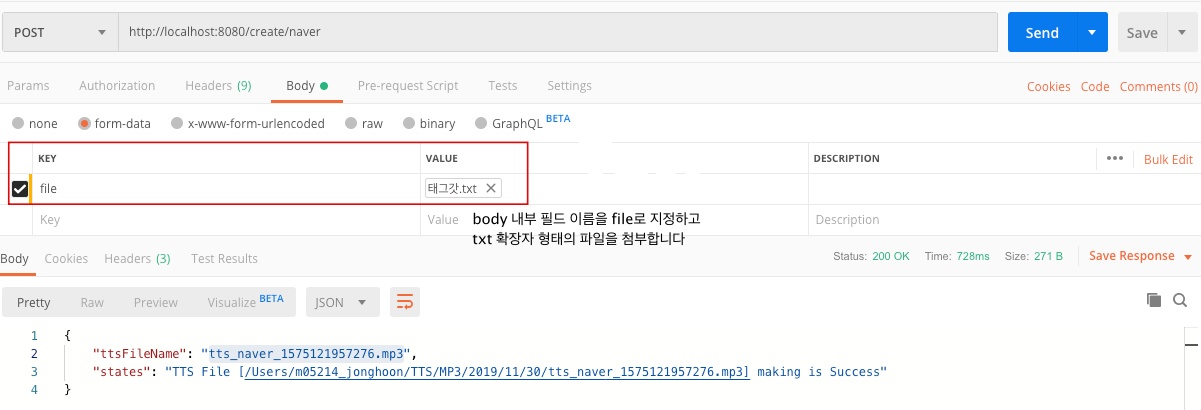 POST http://localhost:8080/create/naver Send Save
Params Authorization Headers (9) Body Pre-request Script Tests Settings Cookies Code Comments (0)
none form-data x-www-form-urlencoded raw binary GraphQL BETA
KEY VALUE DESCRIPTION ••• Bulk Edit
file 태그갓.txt
Key Value Description
body 내부 필드 이름을 file로 지정하고
txt 확장자 형태의 파일을 첨부합니다
Body Cookies Headers (3) Test Results Status: 200 OK Time: 728ms Size: 271 B Save Response
Pretty Raw Preview Visualize BETA JSON
1 {
2 "ttsFileName": "tts_naver_1575121957276.mp3",
3 "states": "TTS File [/Users/m05214_jonghoon/TTS/MP3/2019/11/30/tts_naver_1575121957276.mp3] making is Success"
4 }